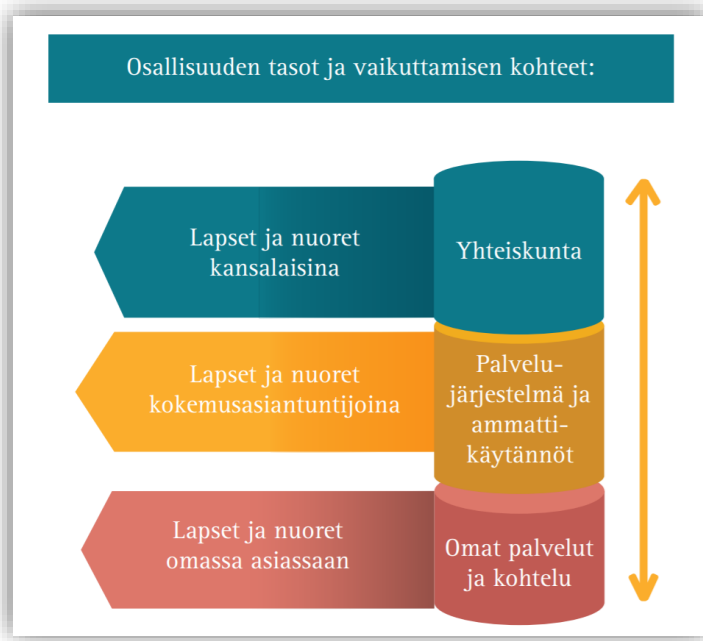 Osallisuuden tasot ja vaikuttamisen kohteet:
Lapset ja nuoret
kansalaisina
Yhteiskunta
Lapset ja nuoret
kokemusasiantuntijoina
Palvelu-
järjestelmä ja
ammatti-
käytännöt
Lapset ja nuoret
omassa asiassaan
Omat palvelut
ja kohtelu